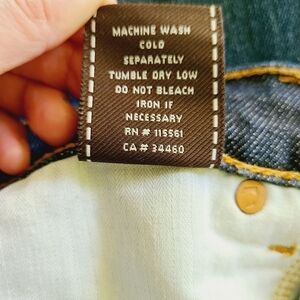 MACHINE WASH
COLD
SEPARATELY
TUMBLE DRY LOW
DO NOT BLEACH
IRON IF
NECESSARY
RN # 115561
CA # 34460